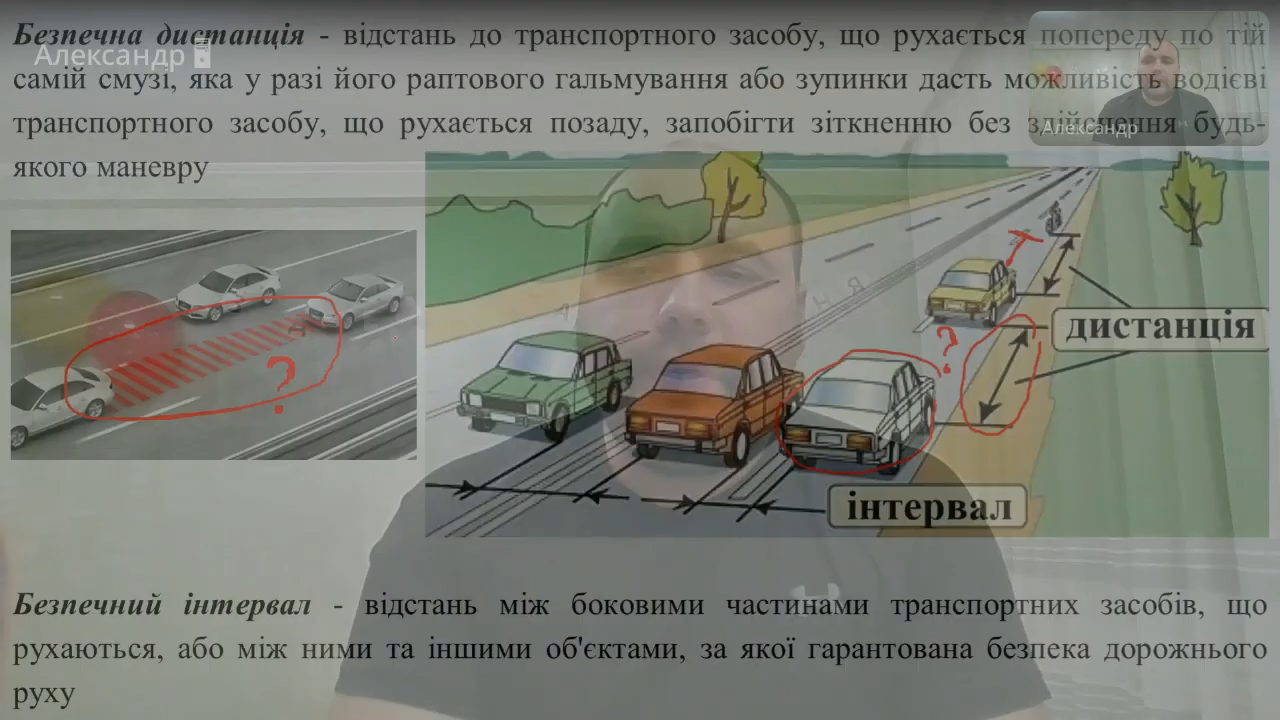 Безпечна дистанція - відстань до транспортного засобу, що рухається попереду по тій
Александр
самій смузі, яка у разі його раптового гальмування або зупинки дасть можливість водієві
транспортного засобу, що рухається позаду, запобігти зіткненню без здійснення будь-
Александр
якого маневру
?
?
дистанція
інтервал
Безпечний інтервал - відстань між боковими частинами транспортних засобів, що
рухаються, або між ними та іншими об'єктами, за якої гарантована безпека дорожнього
руху